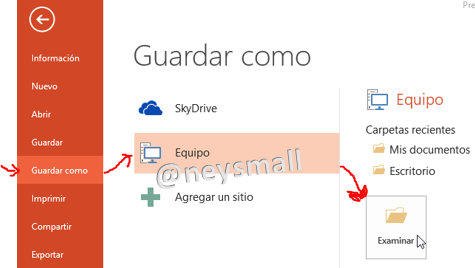 Pre
Información
Nuevo
Abrir
Guardar
Guardar como
Imprimir
Compartir
Exportar
Guardar como
SkyDrive
Equipo
Agregar un sitio
@neysmall
Equipo
Carpetas recientes
Mis documentos
Escritorio
Examinar